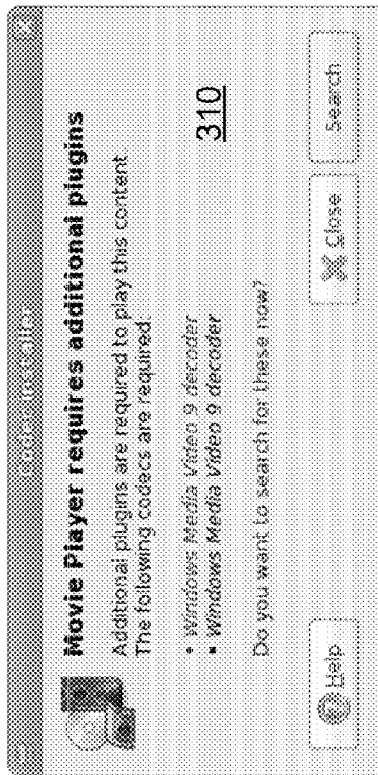 Codec installer
Movie Player requires additional plugins
Additional plugins are required to play this content
The following codecs are required:
• Windows Media Video 9 decoder
• Windows Media Video 9 decoder
310
Do you want to search for these now?
Help
Close
Search